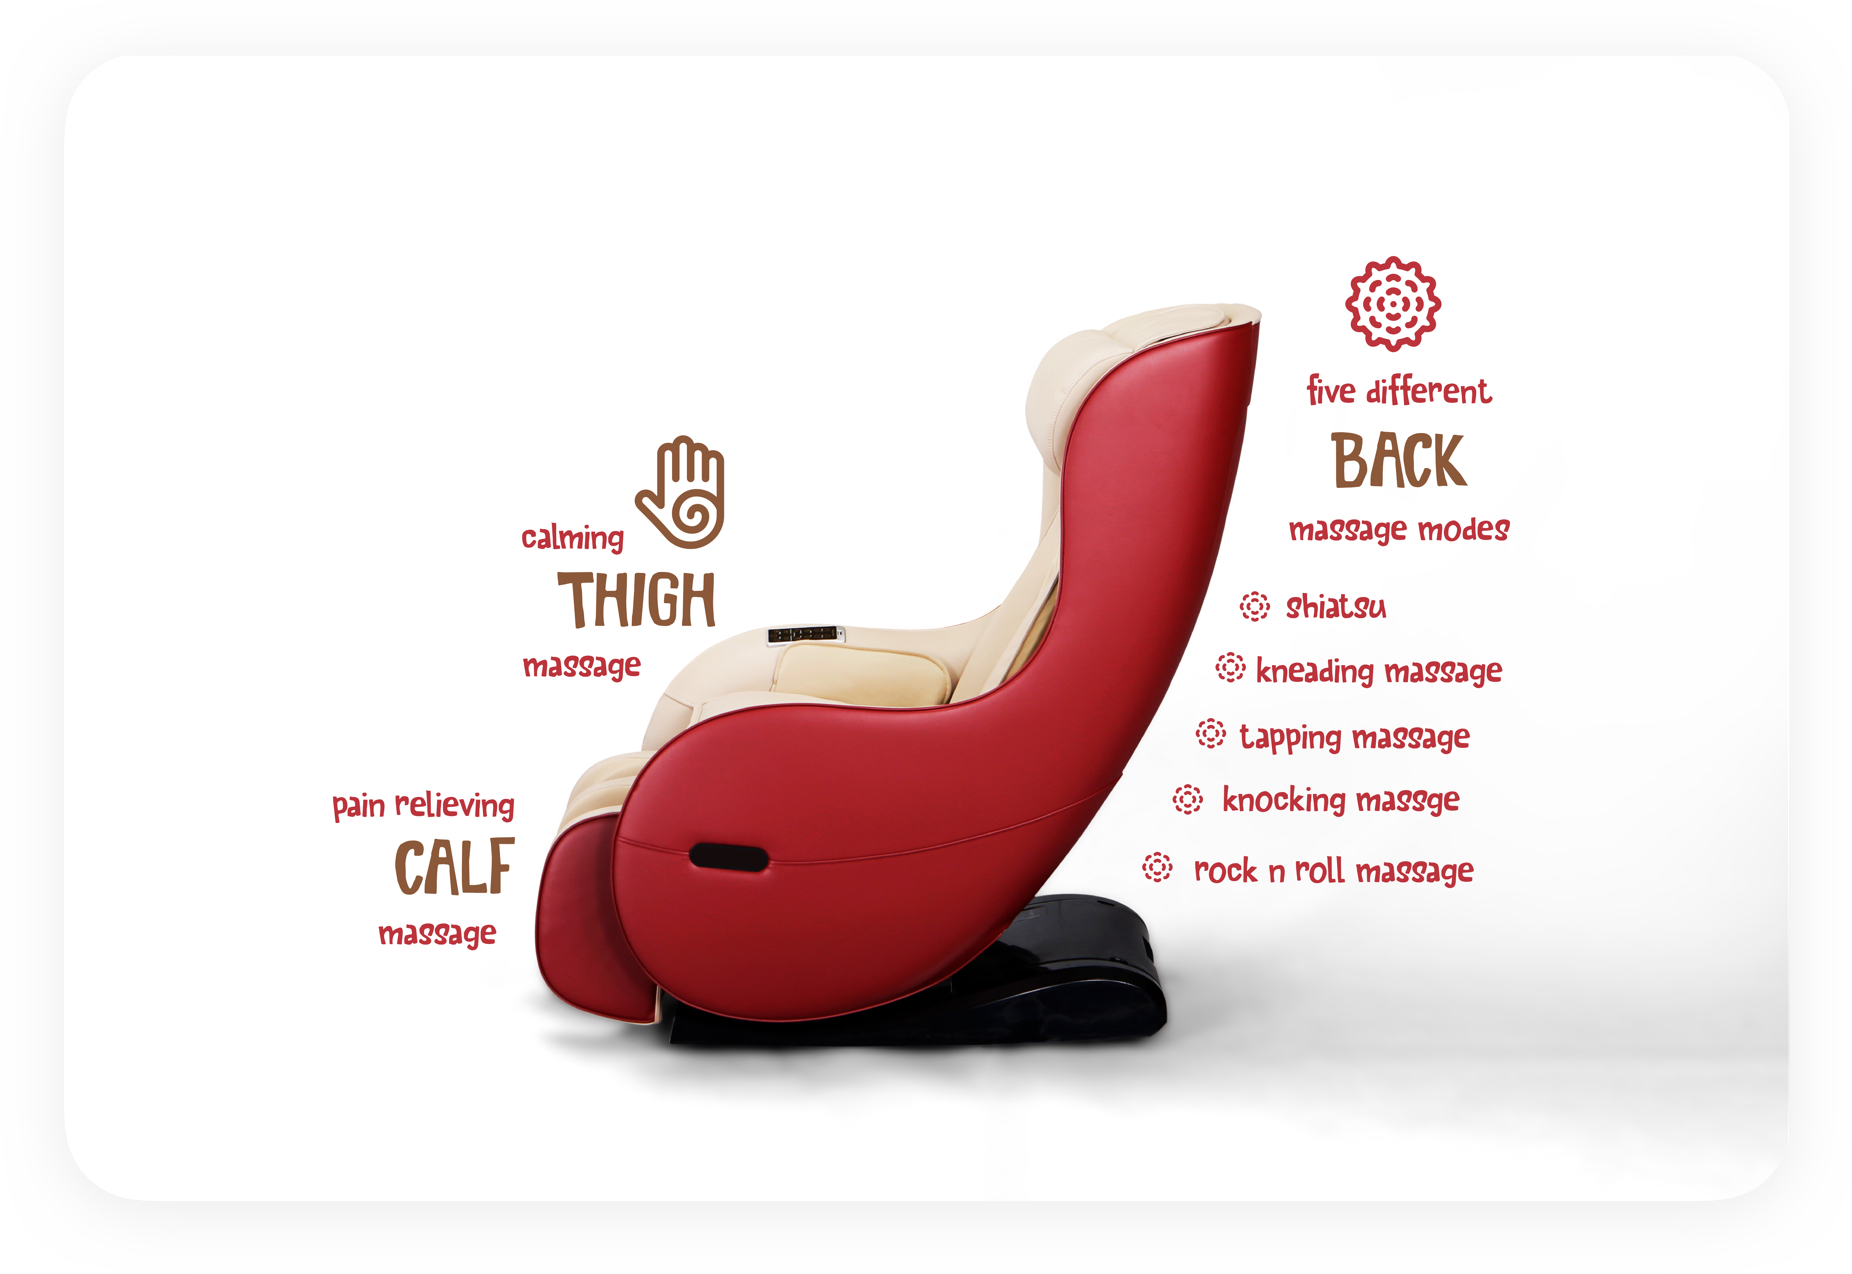 five different
BACK
massage modes
calming
THIGH
massage
shiatsu
kneading massage
tapping massage
knocking massge
rock n roll massage
pain relieving
CALF
massage